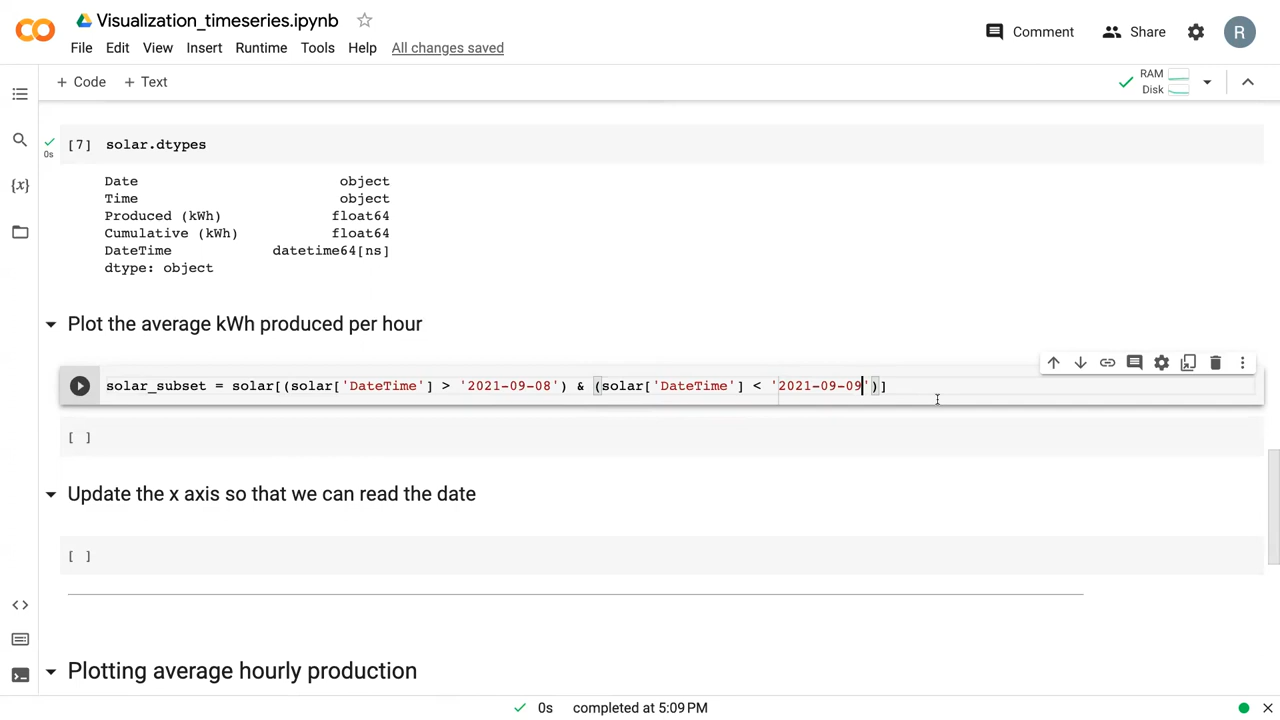 Visualization_timeseries.ipynb
File Edit View Insert Runtime Tools Help All changes saved
Comment Share R
+ Code + Text
RAM
Disk
[7] solar.dtypes
0s
Date object
Time object
Produced (kWh) float64
Cumulative (kWh) float64
DateTime datetime64[ns]
dtype: object
Plot the average kWh produced per hour
solar_subset = solar[(solar['DateTime'] > '2021-09-08') & (solar['DateTime'] < '2021-09-09')]
[ ]
Update the x axis so that we can read the date
[ ]
Plotting average hourly production
0s completed at 5:09 PM